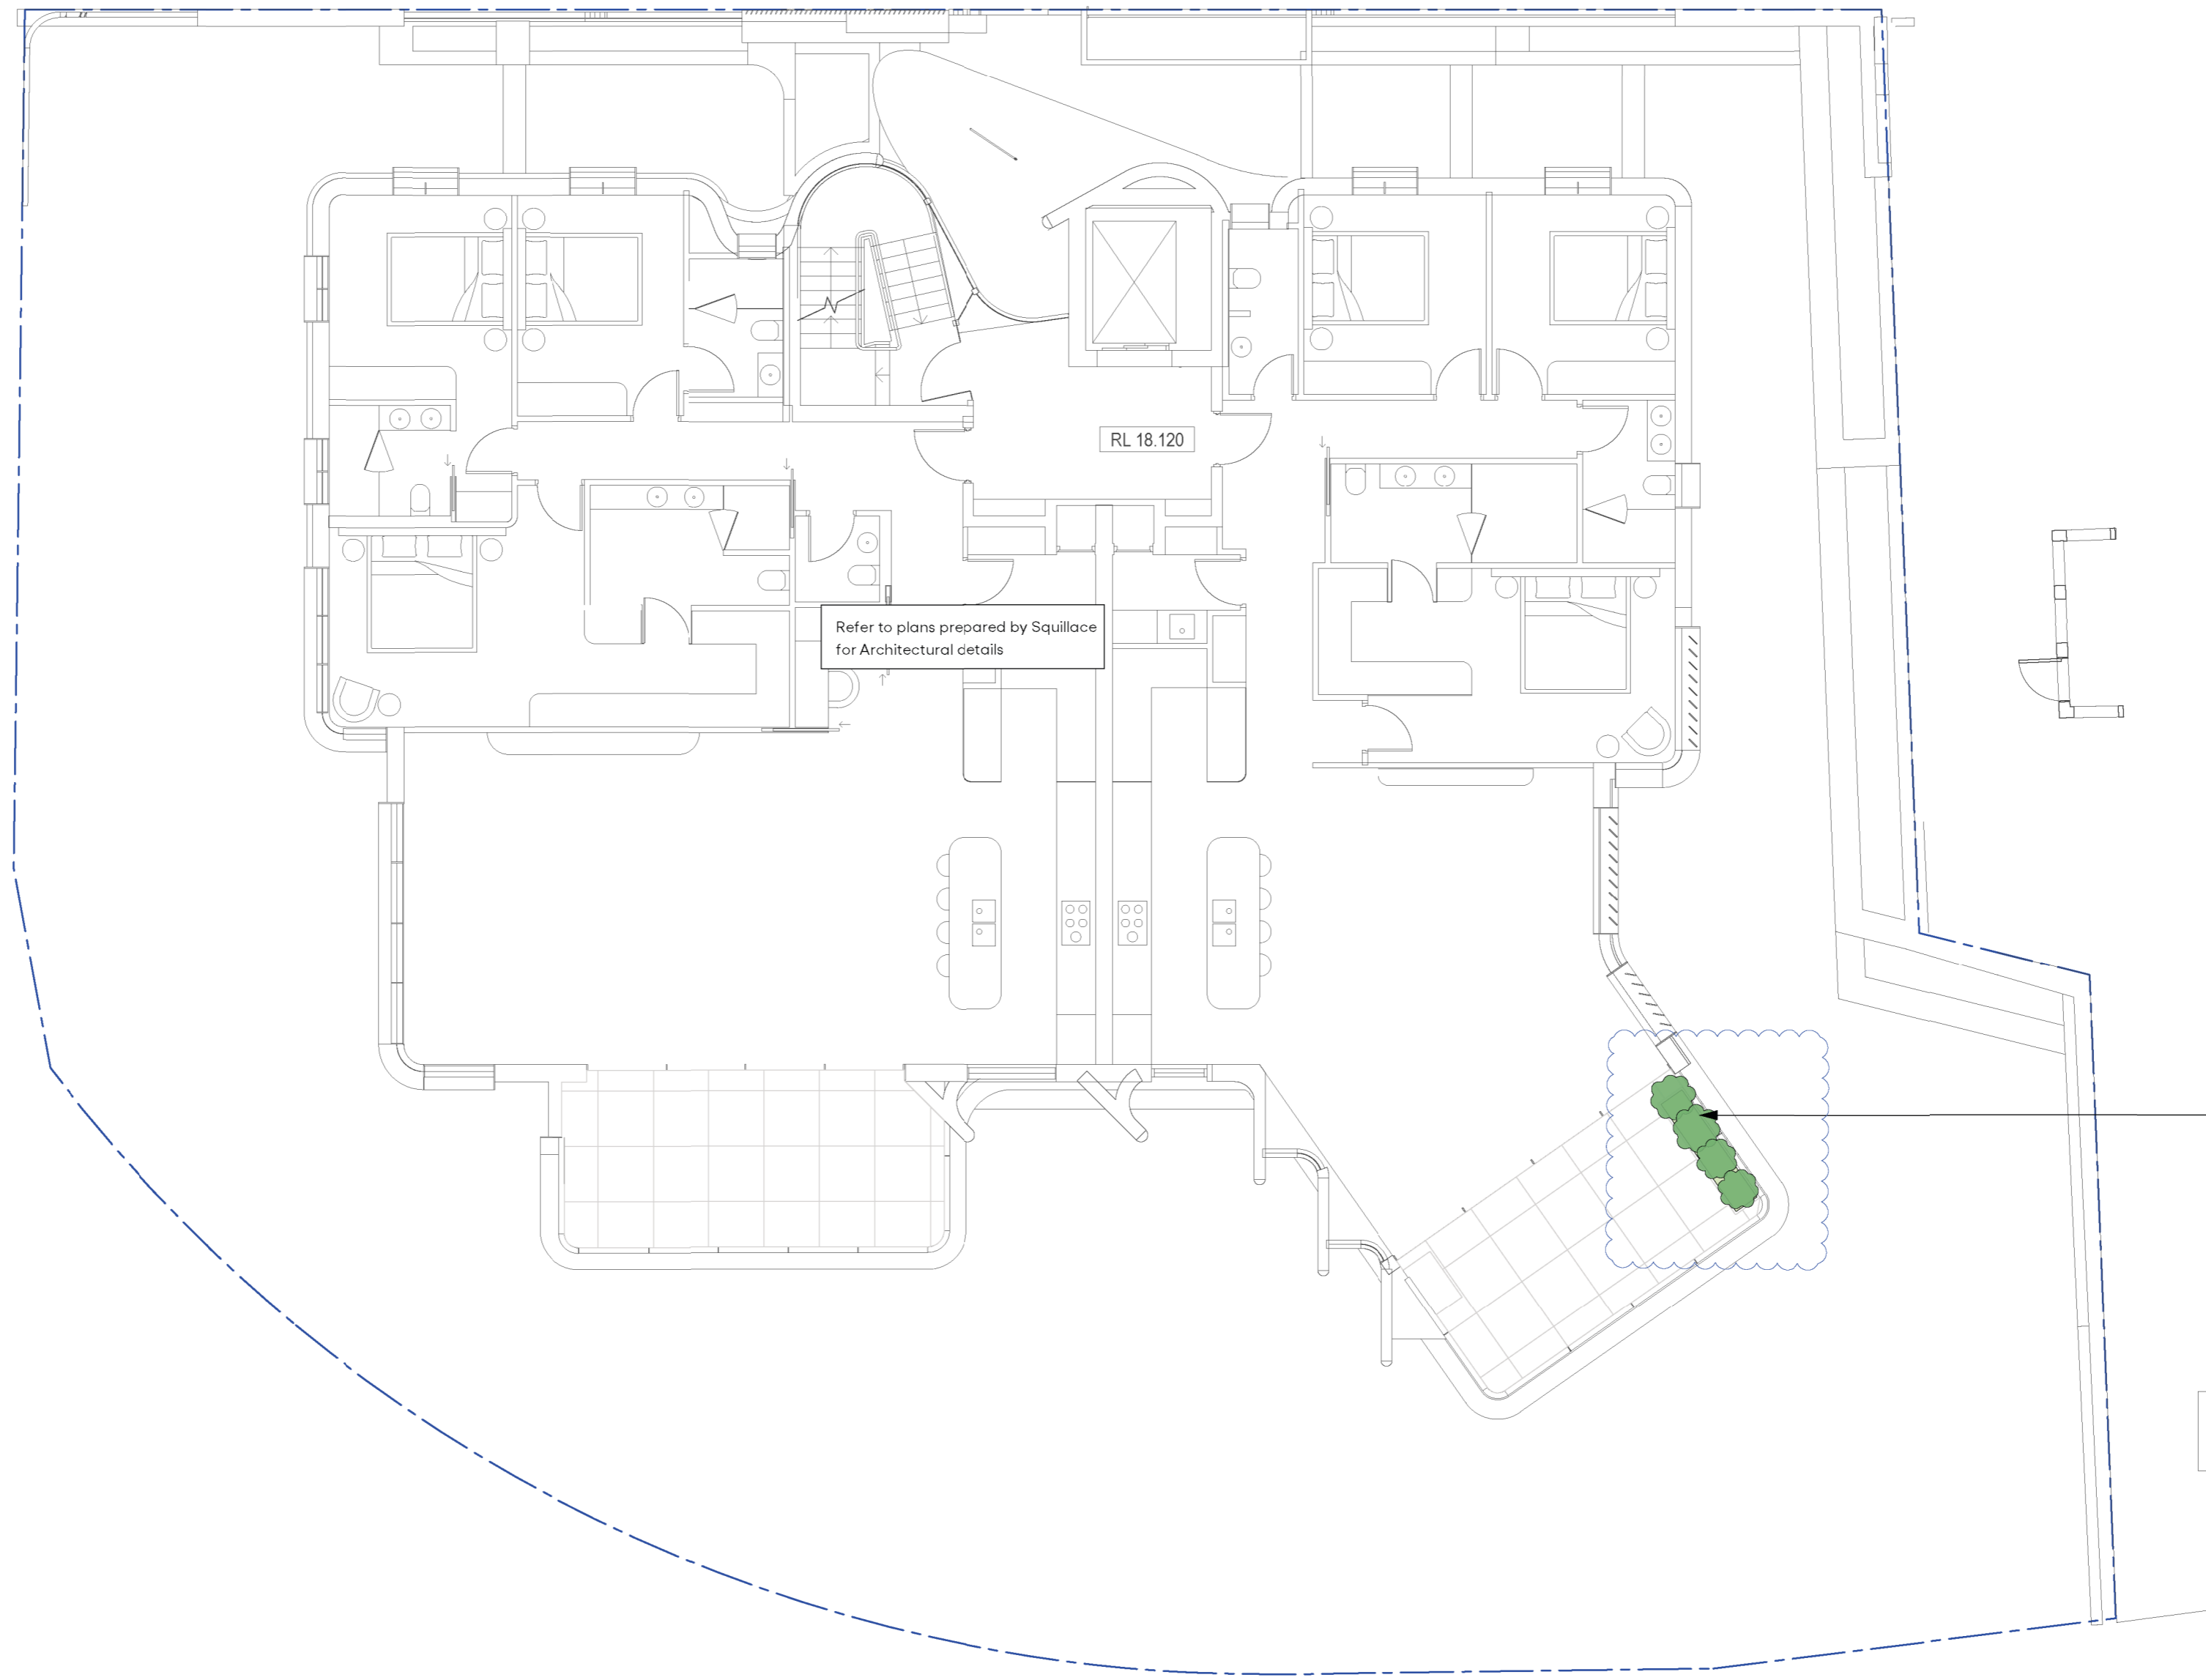 RL 18.120
Refer to plans prepared by Squillace
for Architectural details